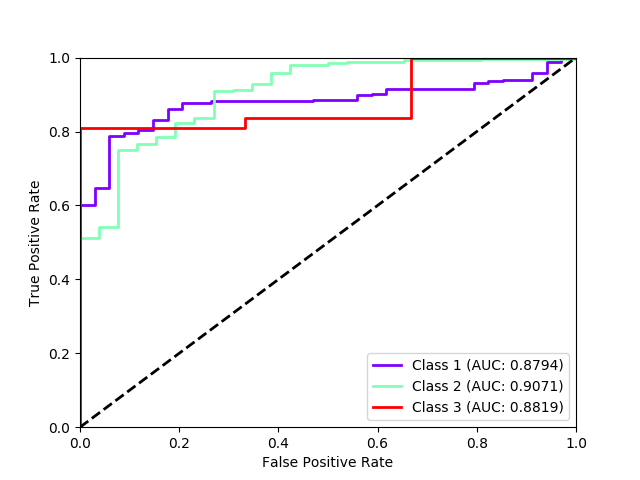 1.0
0.8
0.6
0.4
0.2
0.0
True Positive Rate
Class 1 (AUC: 0.8794)
Class 2 (AUC: 0.9071)
Class 3 (AUC: 0.8819)
0.0 0.2 0.4 0.6 0.8 1.0
False Positive Rate